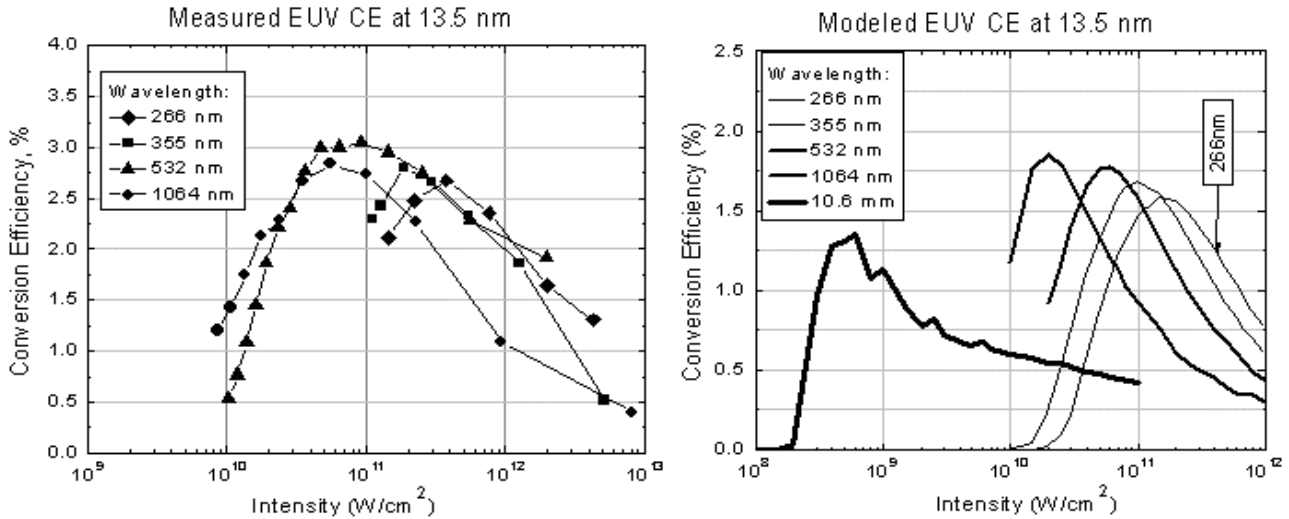 Measured EUV CE at 13.5 nm
Conversion Efficiency, %
4.0
3.5
3.0
2.5
2.0
1.5
1.0
0.5
0.0
Wavelength:
266 nm
355 nm
532 nm
1064 nm
10^9
10^10
10^11
10^12
10^13
Intensity (W/cm^2)
Modeled EUV CE at 13.5 nm
Conversion Efficiency (%)
2.5
2.0
1.5
1.0
0.5
0.0
Wavelength:
266 nm
355 nm
532 nm
1064 nm
10.6 mm
266nm
10^8
10^9
10^10
10^11
10^12
Intensity (W/cm^2)